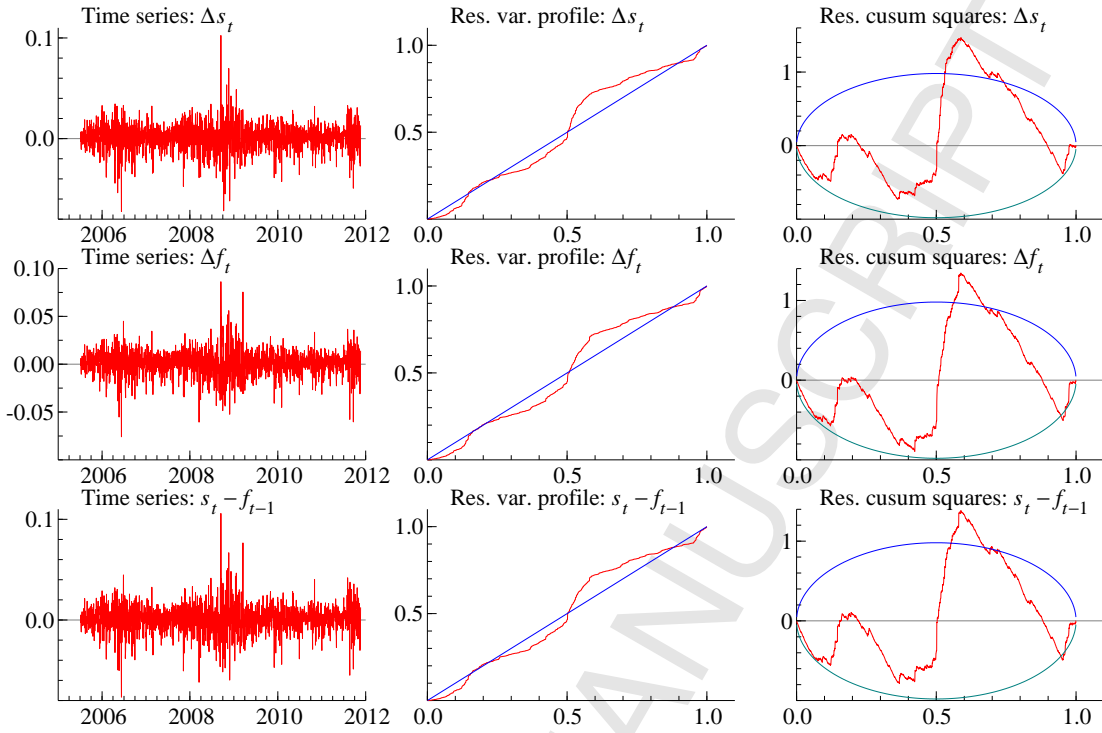 Time series: Δs_t
Res. var. profile: Δs_t
Res. cusum squares: Δs_t
0.1
0.0
2006 2008 2010 2012
1.0
0.5
0.0 0.5 1.0
1
0
0.0 0.5 1.0
Time series: Δf_t
Res. var. profile: Δf_t
Res. cusum squares: Δf_t
0.10
0.05
0.00
-0.05
2006 2008 2010 2012
1.0
0.5
0.0 0.5 1.0
1
0
0.0 0.5 1.0
Time series: s_t − f_{t−1}
Res. var. profile: s_t − f_{t−1}
Res. cusum squares: s_t − f_{t−1}
0.1
0.0
2006 2008 2010 2012
1.0
0.5
0.0 0.5 1.0
1
0
0.0 0.5 1.0
ANUSCRIPT